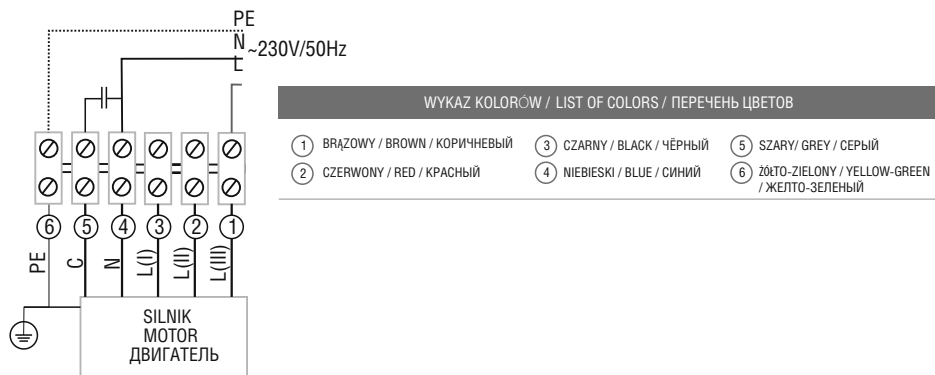 PE
N ~230V/50Hz
L
6 5 4 3 2 1
PE C N L(I) L(II) L(III)
SILNIK
MOTOR
ДВИГАТЕЛЬ
WYKAZ KOLORÓW / LIST OF COLORS / ПЕРЕЧЕНЬ ЦВЕТОВ
1 BRĄZOWY / BROWN / КОРИЧНЕВЫЙ
2 CZERWONY / RED / КРАСНЫЙ
3 CZARNY / BLACK / ЧЁРНЫЙ
4 NIEBIESKI / BLUE / СИНИЙ
5 SZARY/ GREY / СЕРЫЙ
6 ŻÓŁTO-ZIELONY / YELLOW-GREEN
/ ЖЕЛТО-ЗЕЛЕНЫЙ